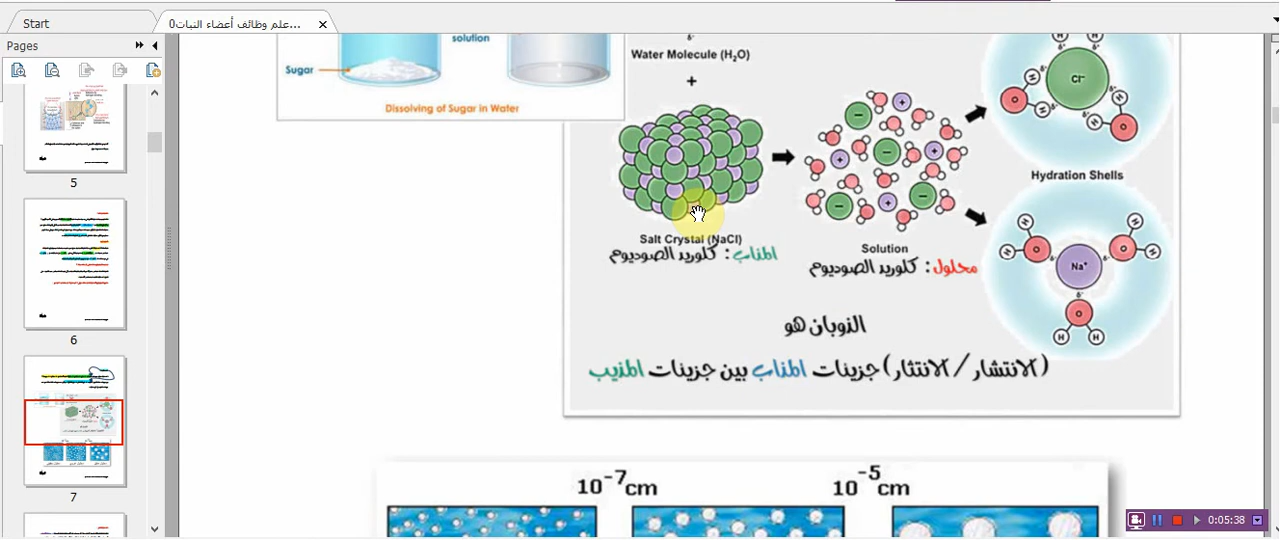 Start
علم وظائف أعضاء النبات0...
Pages
5
6
7
solution
Sugar
Dissolving of Sugar in Water
δ-
Water Molecule (H₂O)
+
Salt Crystal (NaCl)
المذاب : كلوريد الصوديوم
Solution
محلول : كلوريد الصوديوم
H H
δ+ δ+
Cl⁻
O H δ+
δ+ H O
Hydration Shells
H H
H O δ- Na⁺ δ- O H
δ-
O
H H
الذوبان هو
(الانتشار/الانتثار) جزيئات المذاب بين جزيئات المذيب
10⁻⁷cm
10⁻⁵cm
0:05:38